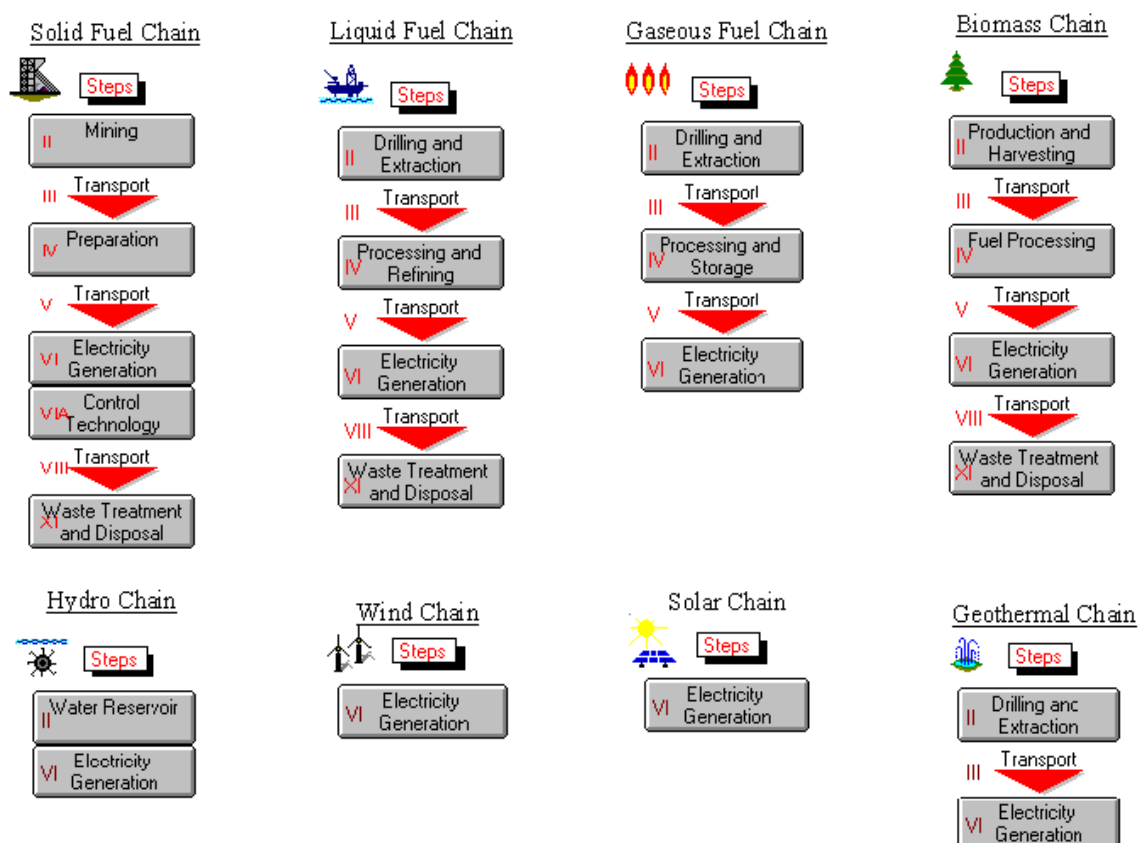 Solid Fuel Chain
Steps
II Mining
III Transport
IV Preparation
V Transport
VI Electricity
Generation
VIA Control
Technology
VIII Transport
XI Waste Treatment
and Disposal
Liquid Fuel Chain
Steps
II Drilling and
Extraction
III Transport
IV Processing and
Refining
V Transport
VI Electricity
Generation
VIII Transport
XI Waste Treatment
and Disposal
Gaseous Fuel Chain
Steps
II Drilling and
Extraction
III Transport
IV Processing and
Storage
V Transport
VI Electricity
Generation
Biomass Chain
Steps
II Production and
Harvesting
III Transport
IV Fuel Processing
V Transport
VI Electricity
Generation
VIII Transport
XI Waste Treatment
and Disposal
Hydro Chain
Steps
II Water Reservoir
VI Electricity
Generation
Wind Chain
Steps
VI Electricity
Generation
Solar Chain
Steps
VI Electricity
Generation
Geothermal Chain
Steps
II Drilling and
Extraction
III Transport
VI Electricity
Generation